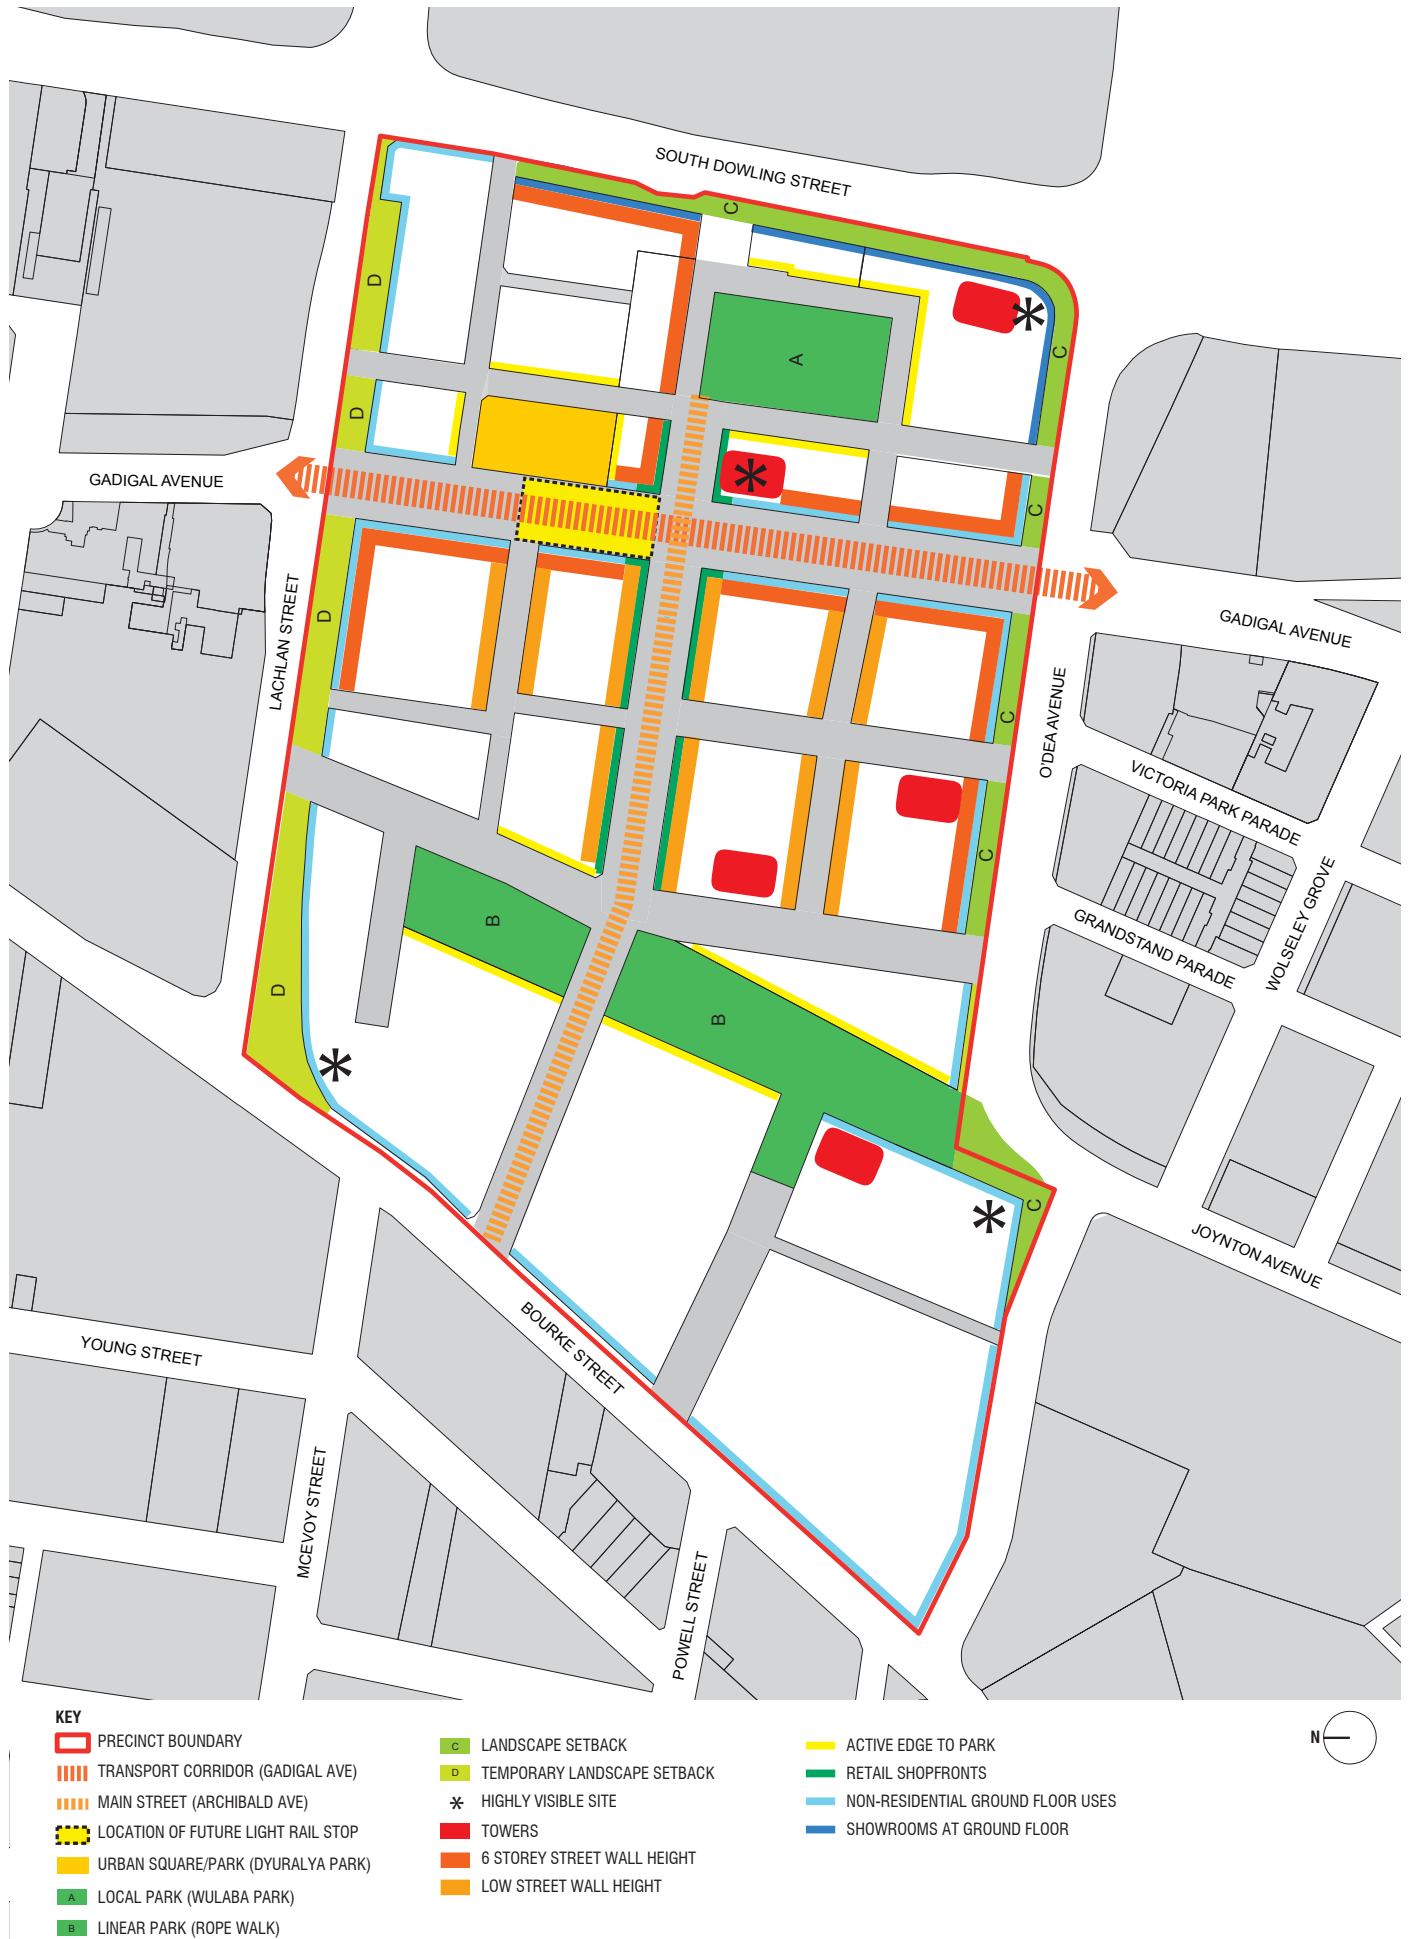 SOUTH DOWLING STREET
C
D
A
C
D
GADIGAL AVENUE
C
LACHLAN STREET
D
GADIGAL AVENUE
O'DEA AVENUE
C
VICTORIA PARK PARADE
C
WOLSELEY GROVE
GRANDSTAND PARADE
B
D
B
C
JOYNTON AVENUE
BOURKE STREET
YOUNG STREET
MCEVOY STREET
POWELL STREET
KEY
PRECINCT BOUNDARY
TRANSPORT CORRIDOR (GADIGAL AVE)
MAIN STREET (ARCHIBALD AVE)
LOCATION OF FUTURE LIGHT RAIL STOP
URBAN SQUARE/PARK (DYURALYA PARK)
A LOCAL PARK (WULABA PARK)
B LINEAR PARK (ROPE WALK)
C LANDSCAPE SETBACK
D TEMPORARY LANDSCAPE SETBACK
* HIGHLY VISIBLE SITE
TOWERS
6 STOREY STREET WALL HEIGHT
LOW STREET WALL HEIGHT
ACTIVE EDGE TO PARK
RETAIL SHOPFRONTS
NON-RESIDENTIAL GROUND FLOOR USES
SHOWROOMS AT GROUND FLOOR
N